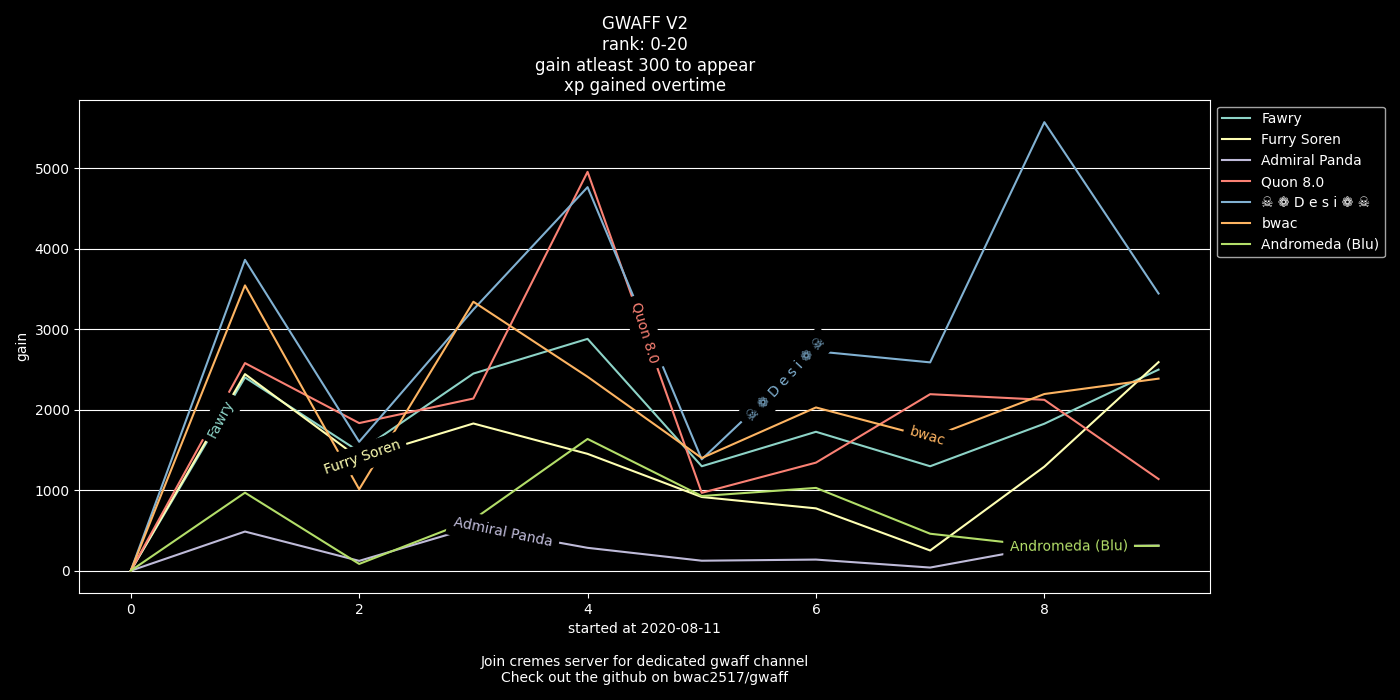 GWAFF V2
rank: 0-20
gain atleast 300 to appear
xp gained overtime
Fawry
Furry Soren
Admiral Panda
Quon 8.0
☠ ❁ D e s i ❁ ☠
bwac
Andromeda (Blu)
gain
5000
4000
3000
2000
1000
0
Fawry
Furry Soren
Admiral Panda
Quon 8.0
☠ ❁ D e s i ❁ ☠
bwac
Andromeda (Blu)
0 2 4 6 8
started at 2020-08-11
Join cremes server for dedicated gwaff channel
Check out the github on bwac2517/gwaff